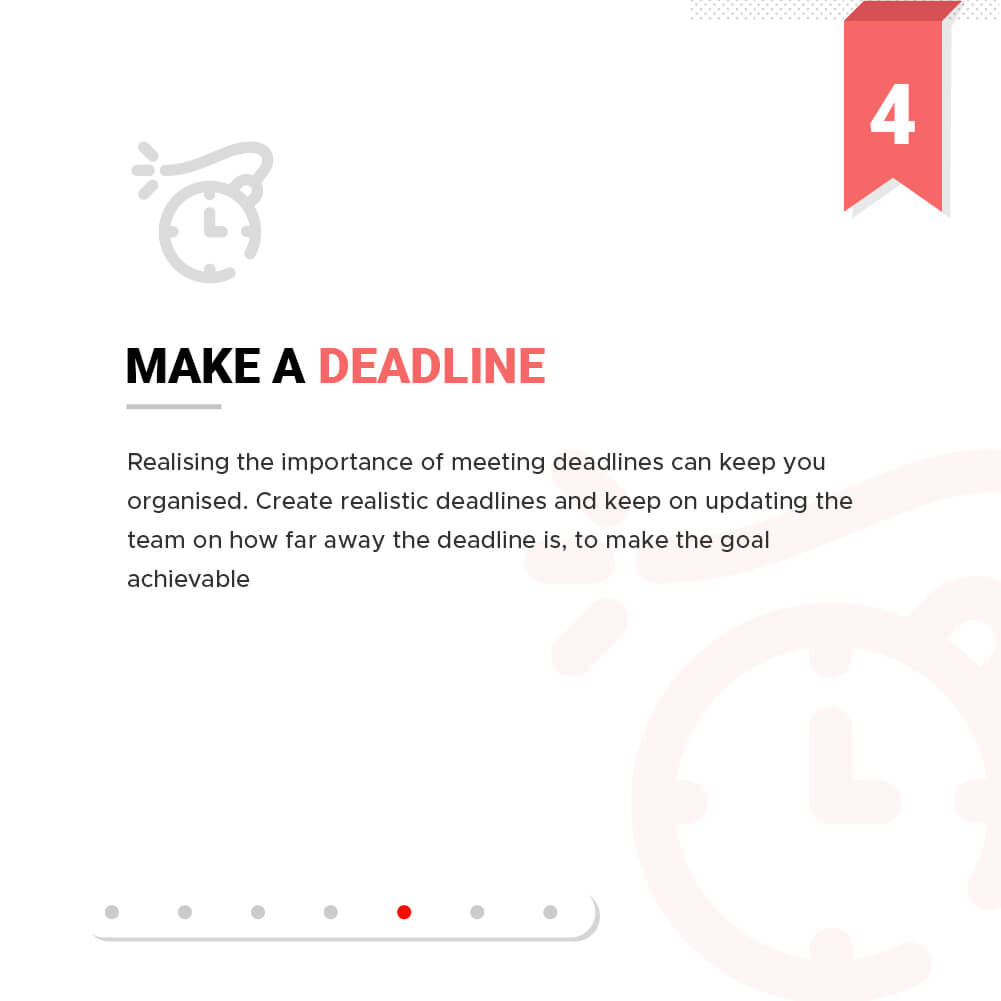 4
MAKE A DEADLINE
Realising the importance of meeting deadlines can keep you
organised. Create realistic deadlines and keep on updating the
team on how far away the deadline is, to make the goal
achievable